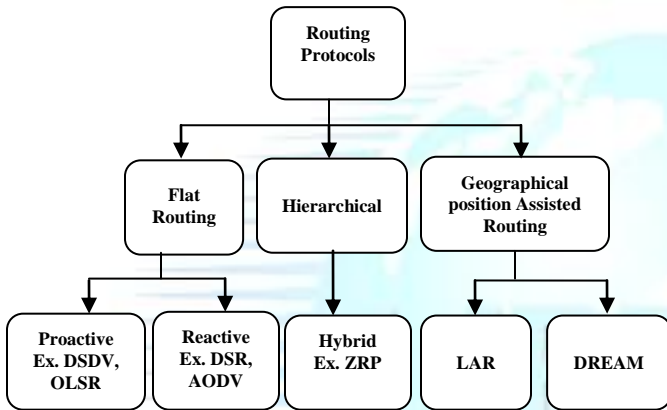 Routing
Protocols
Flat
Routing
Hierarchical
Geographical
position Assisted
Routing
Proactive
Ex. DSDV,
OLSR
Reactive
Ex. DSR,
AODV
Hybrid
Ex. ZRP
LAR
DREAM